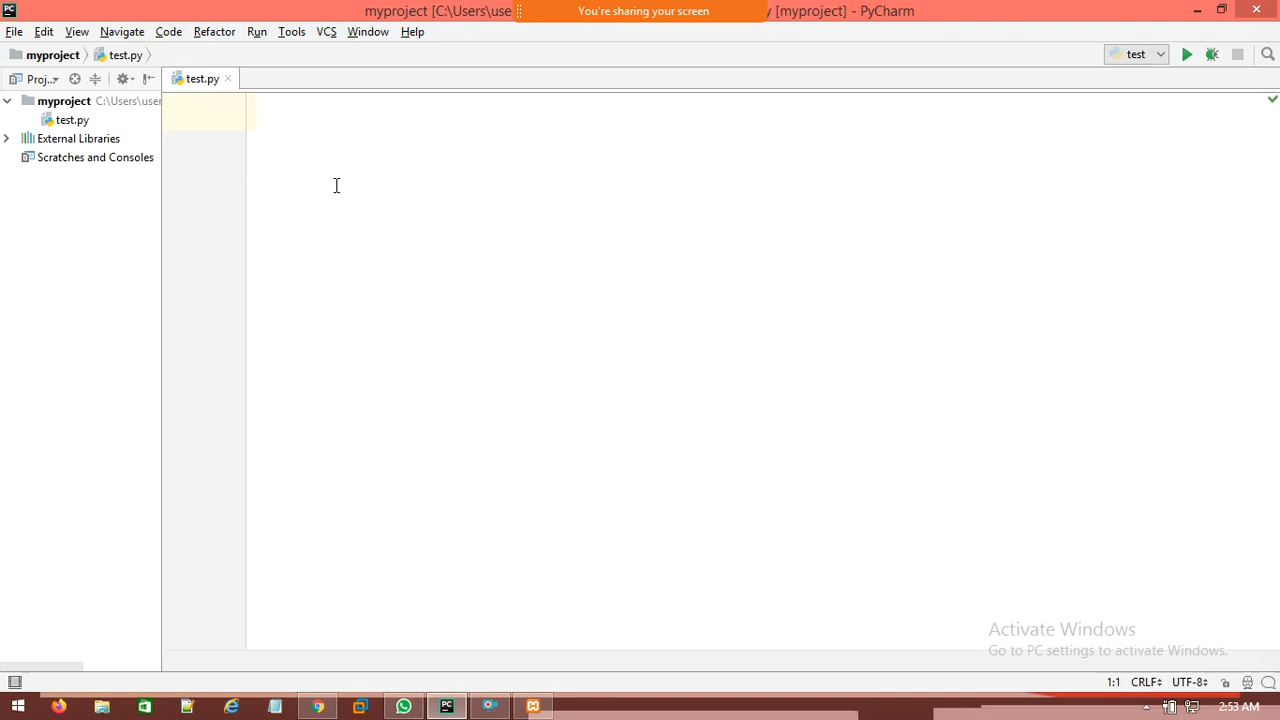 PC myproject [C:\Users\use You're sharing your screen y [myproject] - PyCharm
File Edit View Navigate Code Refactor Run Tools VCS Window Help
myproject test.py test
Proj... test.py
myproject C:\Users\user
test.py
External Libraries
Scratches and Consoles
Activate Windows
Go to PC settings to activate Windows.
1:1 CRLF UTF-8
PC 2:53 AM